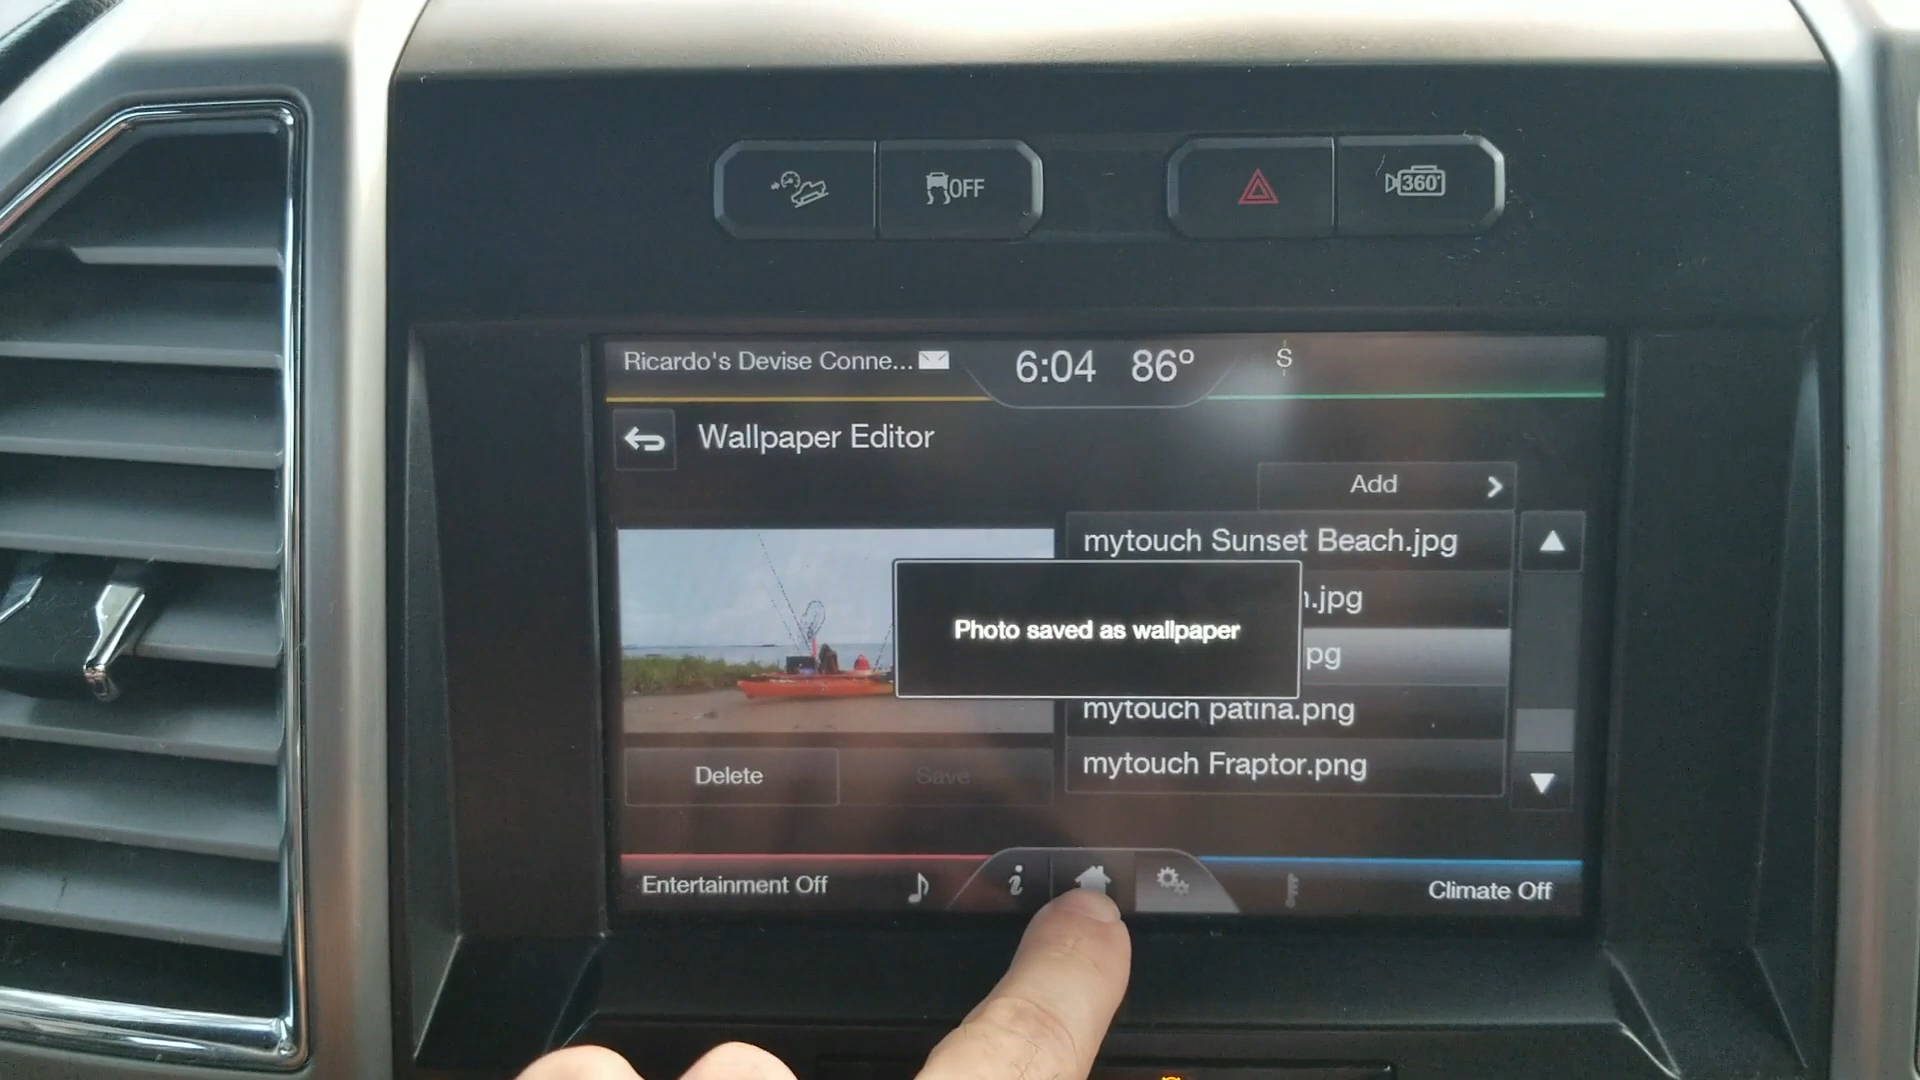 OFF
360°
Ricardo's Devise Conne...
6:04 86° S
Wallpaper Editor
Add
mytouch Sunset Beach.jpg
.jpg
Photo saved as wallpaper
pg
mytouch patina.png
mytouch Fraptor.png
Delete
Save
Entertainment Off
i
Climate Off